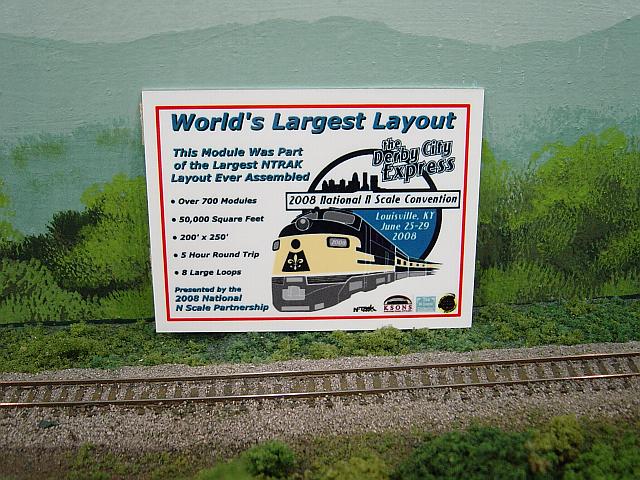 World's Largest Layout
This Module Was Part
of the Largest NTRAK
Layout Ever Assembled
• Over 700 Modules
• 50,000 Square Feet
• 200' x 250'
• 5 Hour Round Trip
• 8 Large Loops
Presented by the
2008 National
N Scale Partnership
the
Derby City
Express
2008 National N Scale Convention
Louisville, KY
June 25-29
2008
2008
KSONS